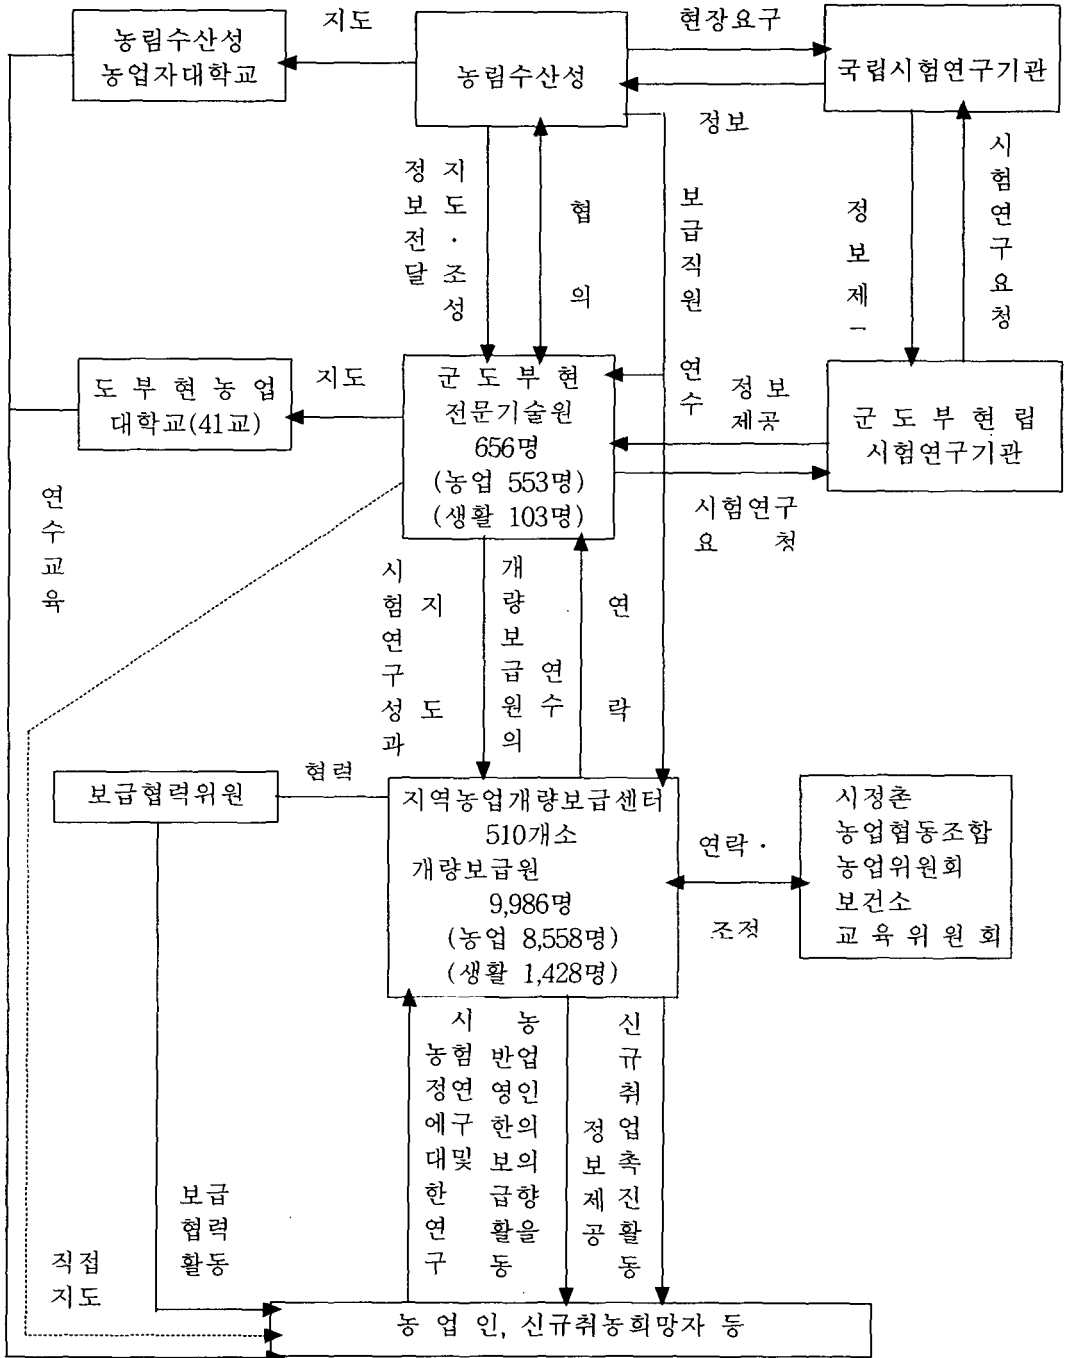 지도
현장요구
농림수산성
농업자대학교
농림수산성
국립시험연구기관
정보
정보전달
지도·조성
협의
보급직원 연수
정보제
시험연구요청
도 부 현 농 업
대학교(41교)
지도
군 도 부 현
전문기술원
656명
(농업 553명)
(생활 103명)
정보
제공
군 도 부 현 립
시험연구기관
시험연구
요 청
연수교육
시험연구성과
지도
개량보급원의
연수
연락
보급협력위원
협력
지역농업개량보급센터
510개소
개량보급원
9,986명
(농업 8,558명)
(생활 1,428명)
연락·
조정
시정촌
농업협동조합
농업위원회
보건소
교 육 위 원 회
농정에대한연구
시험연구및
반영한보급활동
농업인의의향을
정보제공
신규취업촉진활동
보급
협력
활동
직접
지도
농 업 인, 신규취농희망자 등